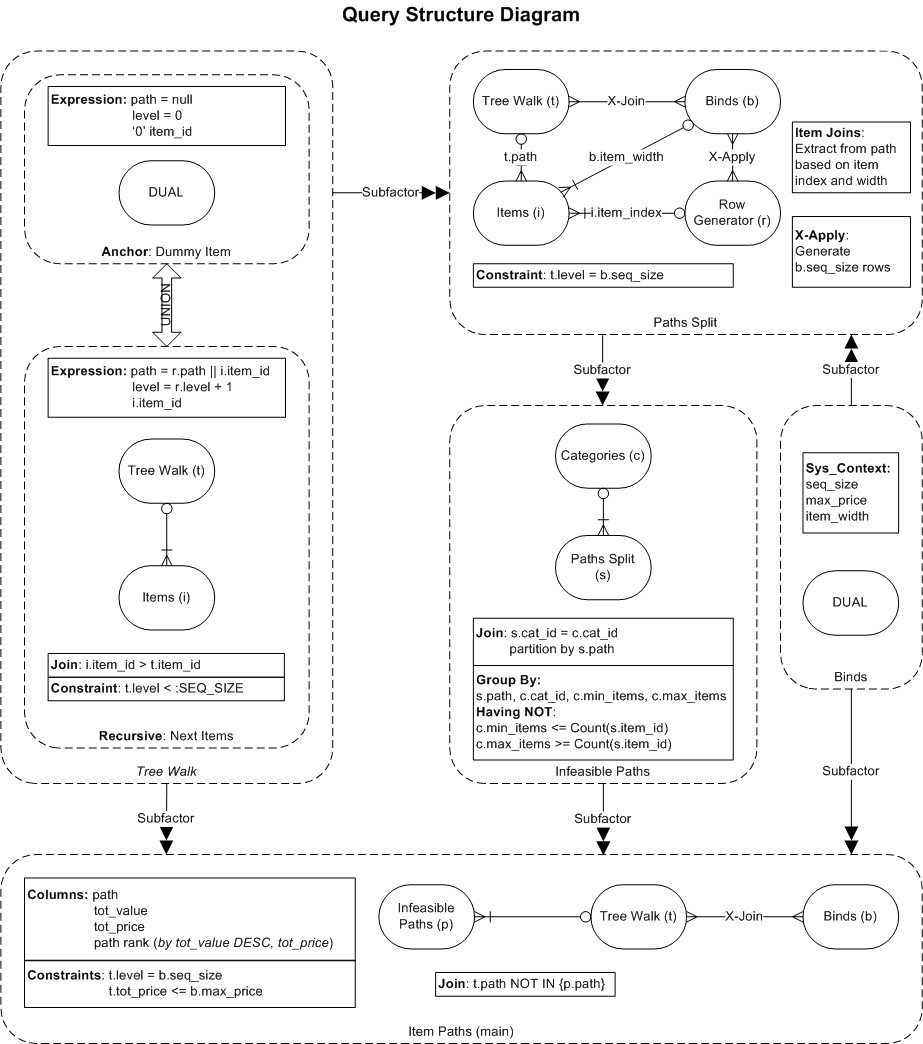 Query Structure Diagram
Expression: path = null
level = 0
'0' item_id
DUAL
Anchor: Dummy Item
UNION
Expression: path = r.path || i.item_id
level = r.level + 1
i.item_id
Tree Walk (t)
Items (i)
Join: i.item_id > t.item_id
Constraint: t.level < :SEQ_SIZE
Recursive: Next Items
Tree Walk
Subfactor
Tree Walk (t)
X-Join
Binds (b)
t.path
b.item_width
X-Apply
Items (i)
i.item_index
Row
Generator (r)
Item Joins:
Extract from path
based on item
index and width
X-Apply:
Generate
b.seq_size rows
Constraint: t.level = b.seq_size
Paths Split
Subfactor
Subfactor
Categories (c)
Paths Split
(s)
Join: s.cat_id = c.cat_id
partition by s.path
Group By:
s.path, c.cat_id, c.min_items, c.max_items
Having NOT:
c.min_items <= Count(s.item_id)
c.max_items >= Count(s.item_id)
Infeasible Paths
Sys_Context:
seq_size
max_price
item_width
DUAL
Binds
Subfactor
Subfactor
Subfactor
Columns: path
tot_value
tot_price
path rank (by tot_value DESC, tot_price)
Constraints: t.level = b.seq_size
t.tot_price <= b.max_price
Infeasible
Paths (p)
Tree Walk (t)
X-Join
Binds (b)
Join: t.path NOT IN {p.path}
Item Paths (main)